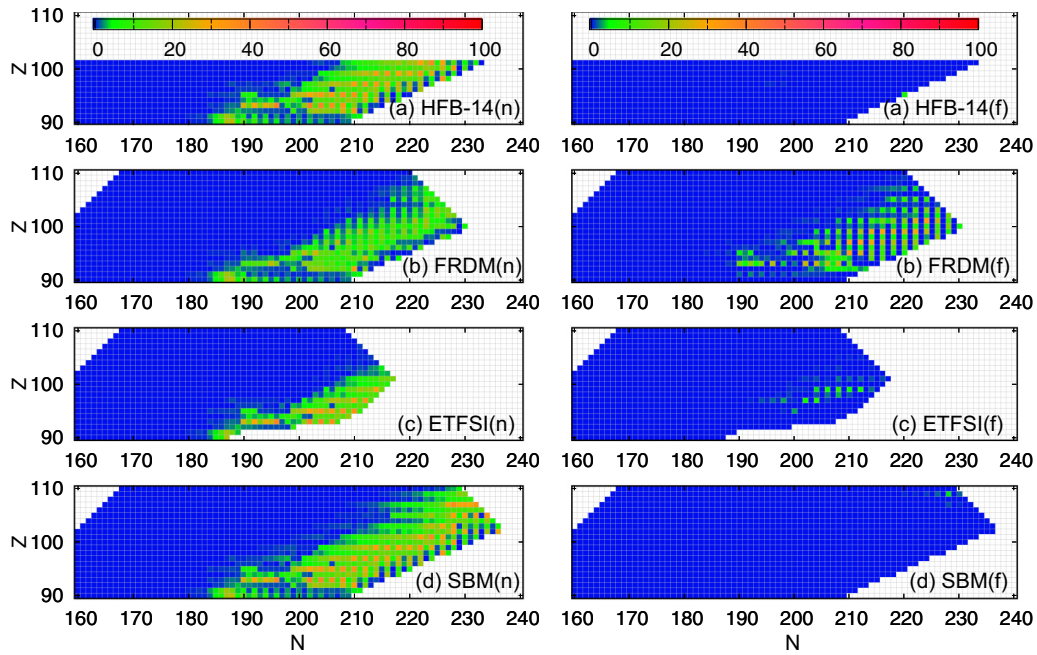 110
0 20 40 60 80 100
0 20 40 60 80 100
Z
100
90
(a) HFB-14(n)
(a) HFB-14(f)
160 170 180 190 200 210 220 230 240
160 170 180 190 200 210 220 230 240
110
Z
100
90
(b) FRDM(n)
(b) FRDM(f)
160 170 180 190 200 210 220 230 240
160 170 180 190 200 210 220 230 240
110
Z
100
90
(c) ETFSI(n)
(c) ETFSI(f)
160 170 180 190 200 210 220 230 240
160 170 180 190 200 210 220 230 240
110
Z
100
90
(d) SBM(n)
(d) SBM(f)
160 170 180 190 200 210 220 230 240
160 170 180 190 200 210 220 230 240
N
N